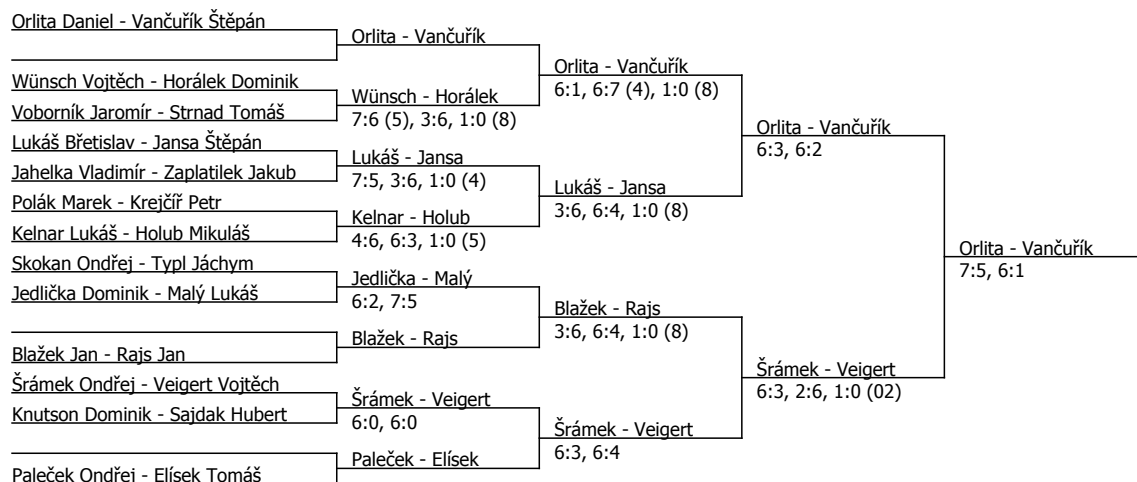 Orlita Daniel - Vančuřík Štěpán
Orlita - Vančuřík
Orlita - Vančuřík
6:1, 6:7 (4), 1:0 (8)
Wünsch Vojtěch - Horálek Dominik
Wünsch - Horálek
7:6 (5), 3:6, 1:0 (8)
Voborník Jaromír - Strnad Tomáš
Orlita - Vančuřík
6:3, 6:2
Lukáš Břetislav - Jansa Štěpán
Lukáš - Jansa
7:5, 3:6, 1:0 (4)
Jahelka Vladimír - Zaplatilek Jakub
Lukáš - Jansa
3:6, 6:4, 1:0 (8)
Polák Marek - Krejčíř Petr
Kelnar - Holub
4:6, 6:3, 1:0 (5)
Kelnar Lukáš - Holub Mikuláš
Orlita - Vančuřík
7:5, 6:1
Skokan Ondřej - Typl Jáchym
Jedlička - Malý
6:2, 7:5
Jedlička Dominik - Malý Lukáš
Blažek - Rajs
3:6, 6:4, 1:0 (8)
Blažek - Rajs
Blažek Jan - Rajs Jan
Šrámek - Veigert
6:3, 2:6, 1:0 (02)
Šrámek Ondřej - Veigert Vojtěch
Šrámek - Veigert
6:0, 6:0
Knutson Dominik - Sajdak Hubert
Šrámek - Veigert
6:3, 6:4
Paleček - Elísek
Paleček Ondřej - Elísek Tomáš